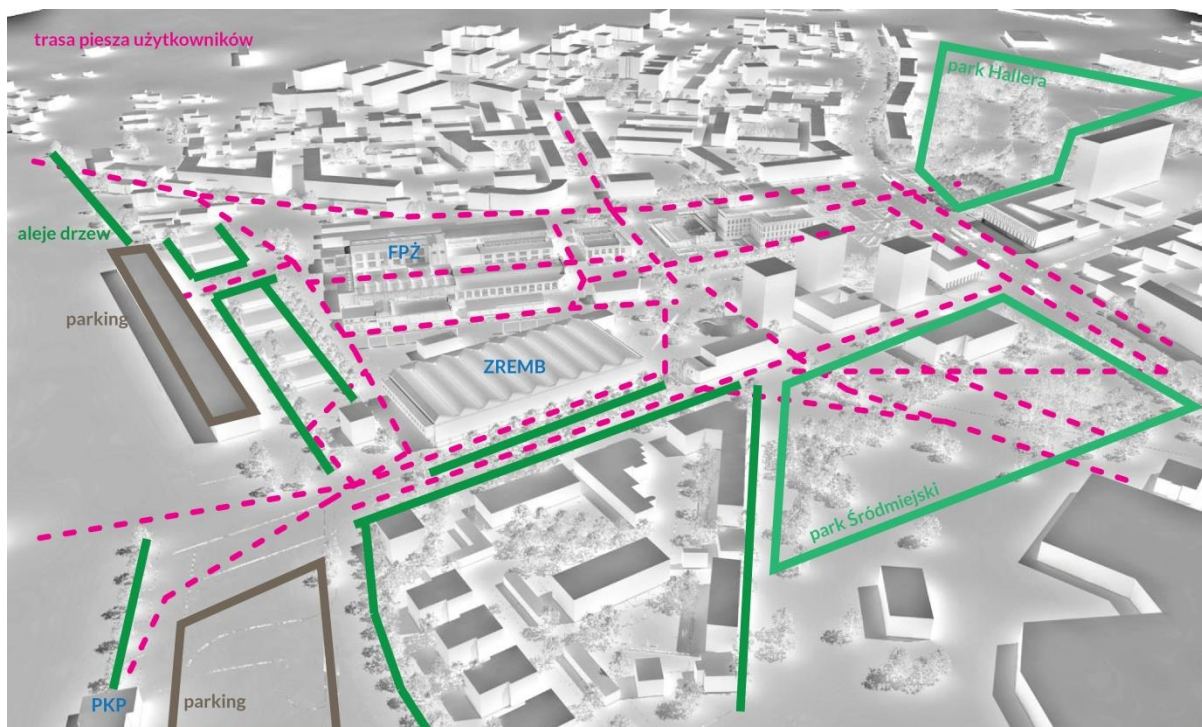 trasa piesza użytkowników
park Hallera
aleje drzew
FPŻ
parking
ZREMB
park Śródmiejski
PKP
parking